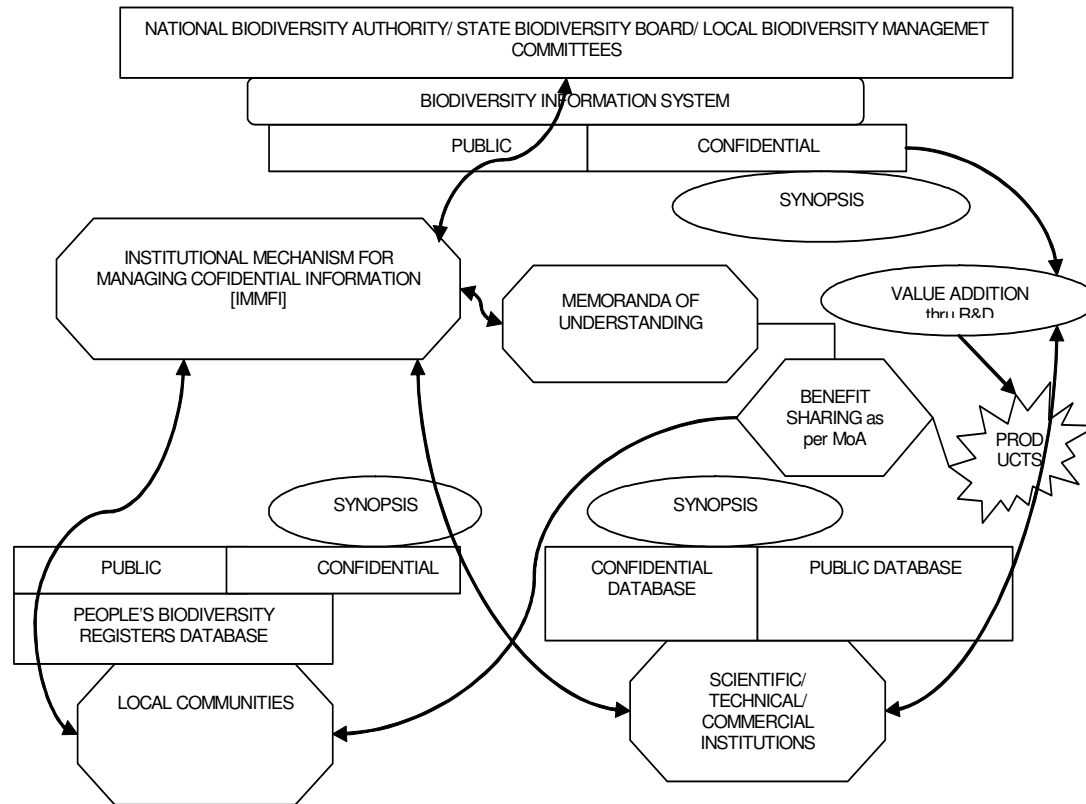 NATIONAL BIODIVERSITY AUTHORITY/ STATE BIODIVERSITY BOARD/ LOCAL BIODIVERSITY MANAGEMET
COMMITTEES
BIODIVERSITY INFORMATION SYSTEM
PUBLIC
CONFIDENTIAL
SYNOPSIS
INSTITUTIONAL MECHANISM FOR
MANAGING COFIDENTIAL INFORMATION
[IMMFI]
MEMORANDA OF
UNDERSTANDING
VALUE ADDITION
thru R&D
BENEFIT
SHARING as
per MoA
PROD
UCTS
SYNOPSIS
SYNOPSIS
PUBLIC
CONFIDENTIAL
CONFIDENTIAL
DATABASE
PUBLIC DATABASE
PEOPLE'S BIODIVERSITY
REGISTERS DATABASE
LOCAL COMMUNITIES
SCIENTIFIC/
TECHNICAL/
COMMERCIAL
INSTITUTIONS